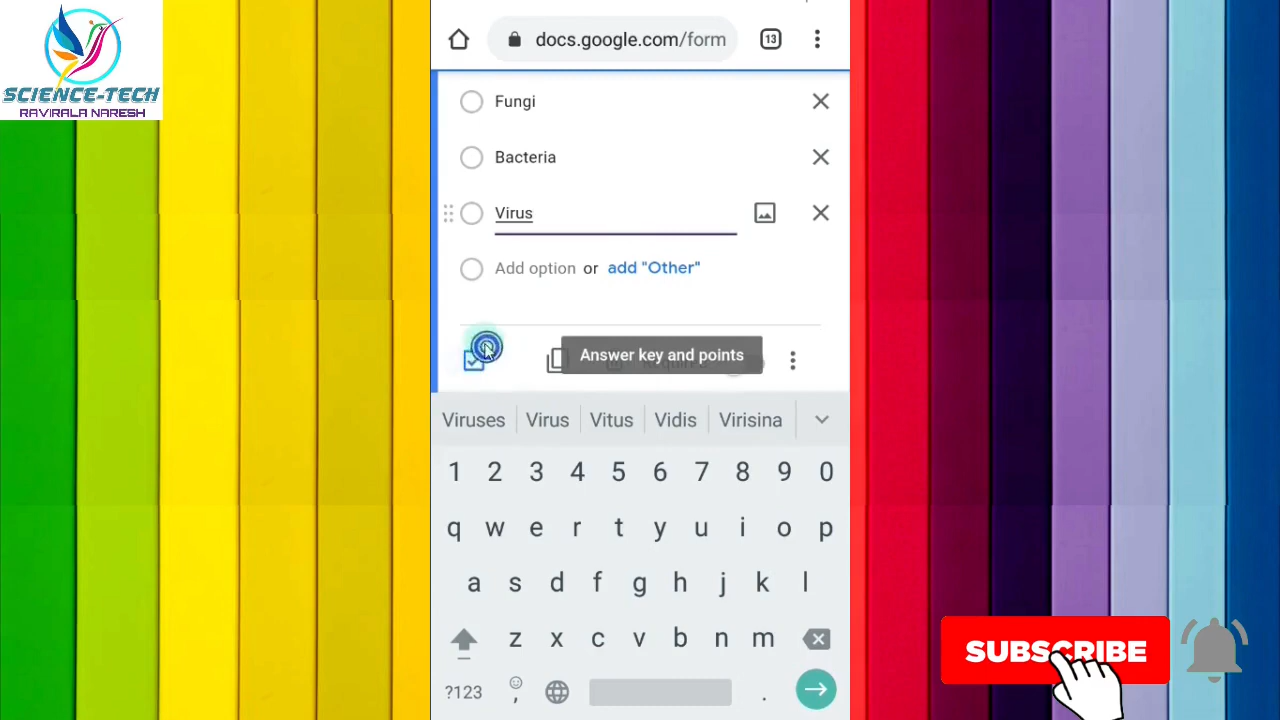 SCIENCE-TECH
RAVIRALA NARESH
docs.google.com/form
13
Fungi
Bacteria
Virus
Add option or add "Other"
Answer key and points
Viruses Virus Vitus Vidis Virisina
1 2 3 4 5 6 7 8 9 0
q w e r t y u i o p
a s d f g h j k l
z x c v b n m
?123 , .
SUBSCRIBE